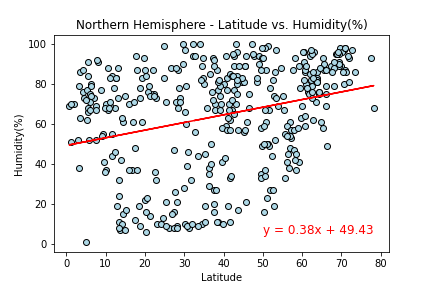 Northern Hemisphere - Latitude vs. Humidity(%)
100
80
60
40
20
0
Humidity(%)
y = 0.38x + 49.43
0 10 20 30 40 50 60 70 80
Latitude